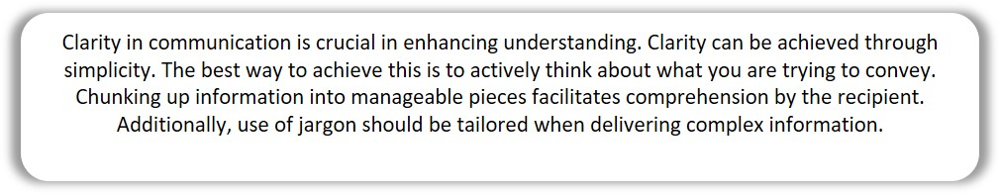 Clarity in communication is crucial in enhancing understanding. Clarity can be achieved through
simplicity. The best way to achieve this is to actively think about what you are trying to convey.
Chunking up information into manageable pieces facilitates comprehension by the recipient.
Additionally, use of jargon should be tailored when delivering complex information.